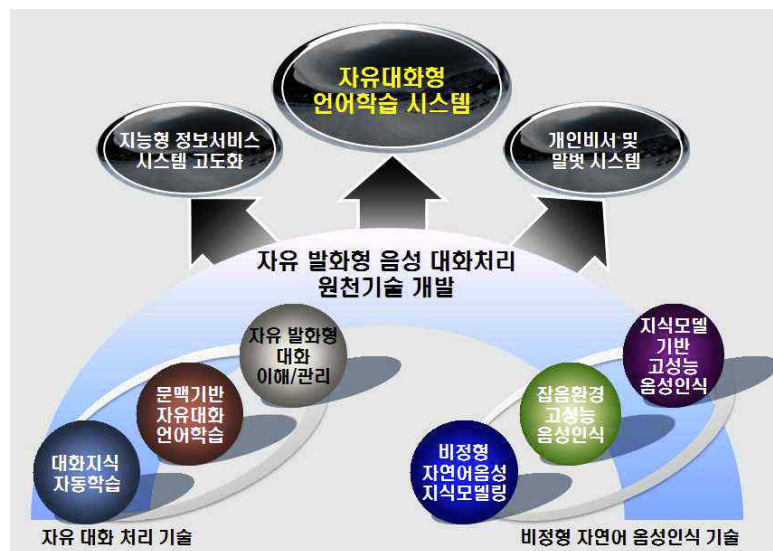 자유대화형
언어학습 시스템
지능형 정보서비스
시스템 고도화
개인비서 및
말벗 시스템
자유 발화형 음성 대화처리
원천기술 개발
자유 발화형
대화
이해/관리
문맥기반
자유대화
언어학습
대화지식
자동학습
지식모델
기반
고성능
음성인식
잡음환경
고성능
음성인식
비정형
자연어음성
지식모델링
자유 대화 처리 기술
비정형 자연어 음성인식 기술